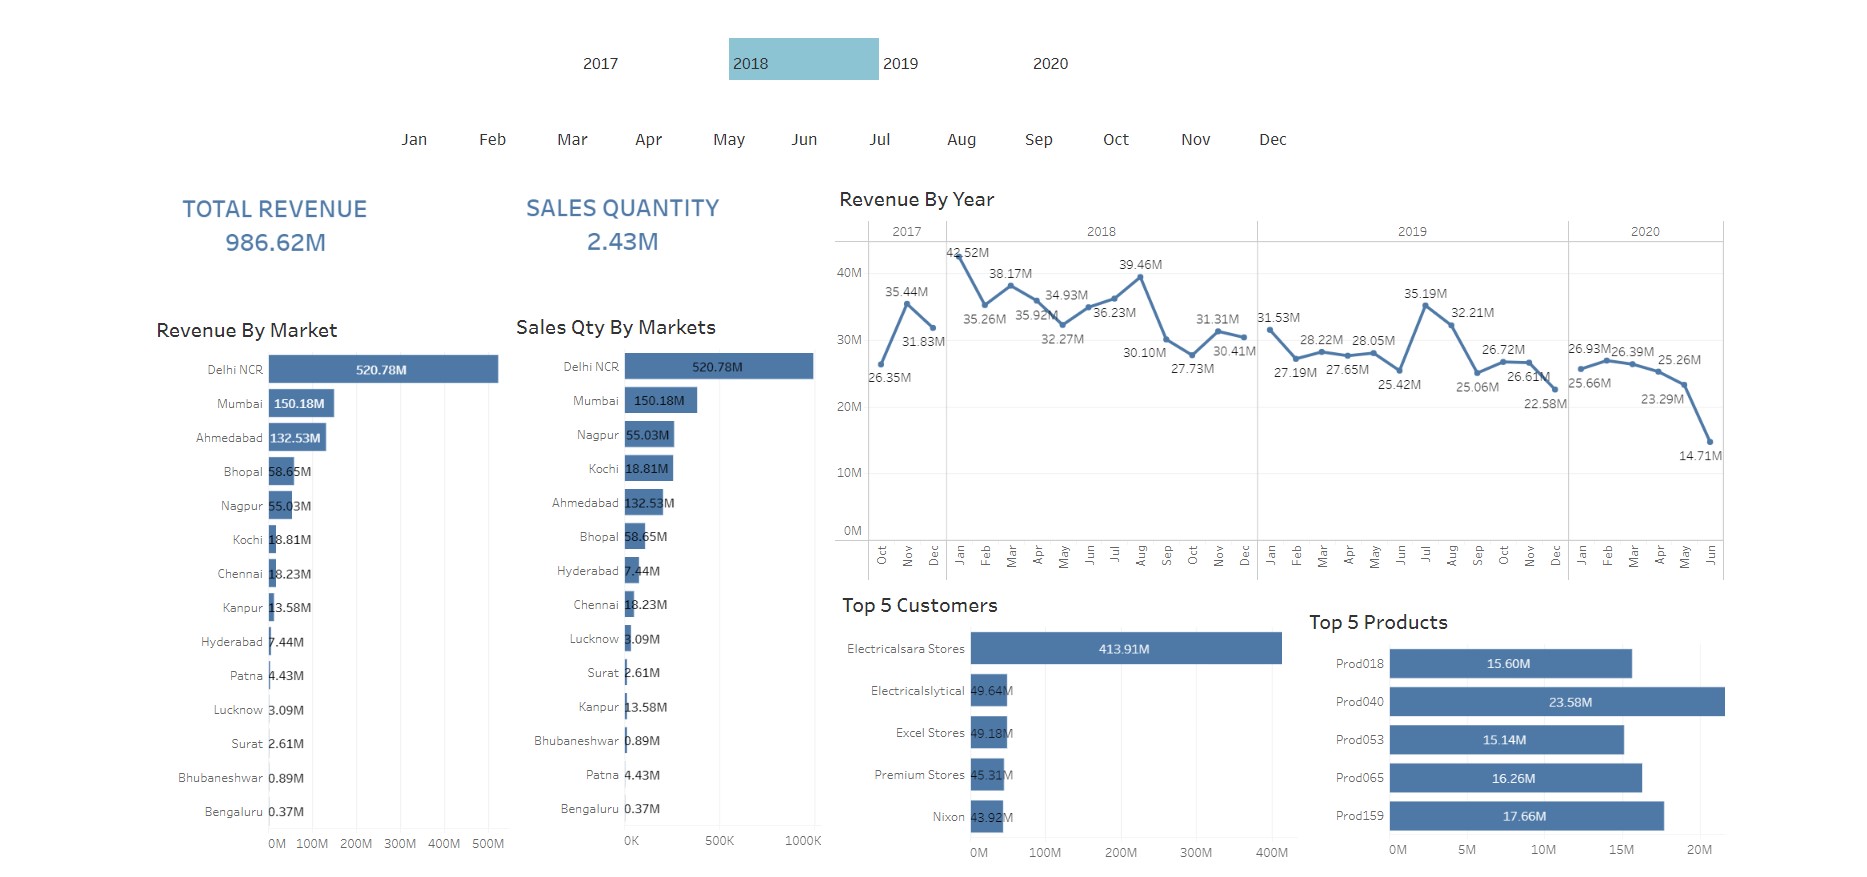 2017 2018 2019 2020
Jan Feb Mar Apr May Jun Jul Aug Sep Oct Nov Dec
TOTAL REVENUE
986.62M
SALES QUANTITY
2.43M
Revenue By Market
Delhi NCR 520.78M
Mumbai 150.18M
Ahmedabad 132.53M
Bhopal 58.65M
Nagpur 55.03M
Kochi 18.81M
Chennai 18.23M
Kanpur 13.58M
Hyderabad 7.44M
Patna 4.43M
Lucknow 3.09M
Surat 2.61M
Bhubaneshwar 0.89M
Bengaluru 0.37M
0M 100M 200M 300M 400M 500M
Sales Qty By Markets
Delhi NCR 520.78M
Mumbai 150.18M
Nagpur 55.03M
Kochi 18.81M
Ahmedabad 132.53M
Bhopal 58.65M
Hyderabad 7.44M
Chennai 18.23M
Lucknow 3.09M
Surat 2.61M
Kanpur 13.58M
Bhubaneshwar 0.89M
Patna 4.43M
Bengaluru 0.37M
0K 500K 1000K
Revenue By Year
2017 2018 2019 2020
40M
30M
20M
10M
0M
26.35M 35.44M 31.83M
42.52M 35.26M 38.17M 35.92M 32.27M 34.93M 36.23M 39.46M 30.10M 27.73M 31.31M 30.41M
31.53M 27.19M 28.22M 27.65M 28.05M 25.42M 35.19M 32.21M 25.06M 26.72M 26.61M 22.58M
25.66M 26.93M 26.39M 25.26M 23.29M 14.71M
Oct Nov Dec Jan Feb Mar Apr May Jun Jul Aug Sep Oct Nov Dec Jan Feb Mar Apr May Jun Jul Aug Sep Oct Nov Dec Jan Feb Mar Apr May Jun
Top 5 Customers
Electricalsara Stores 413.91M
Electricalslytical 49.64M
Excel Stores 49.18M
Premium Stores 45.31M
Nixon 43.92M
0M 100M 200M 300M 400M
Top 5 Products
Prod018 15.60M
Prod040 23.58M
Prod053 15.14M
Prod065 16.26M
Prod159 17.66M
0M 5M 10M 15M 20M